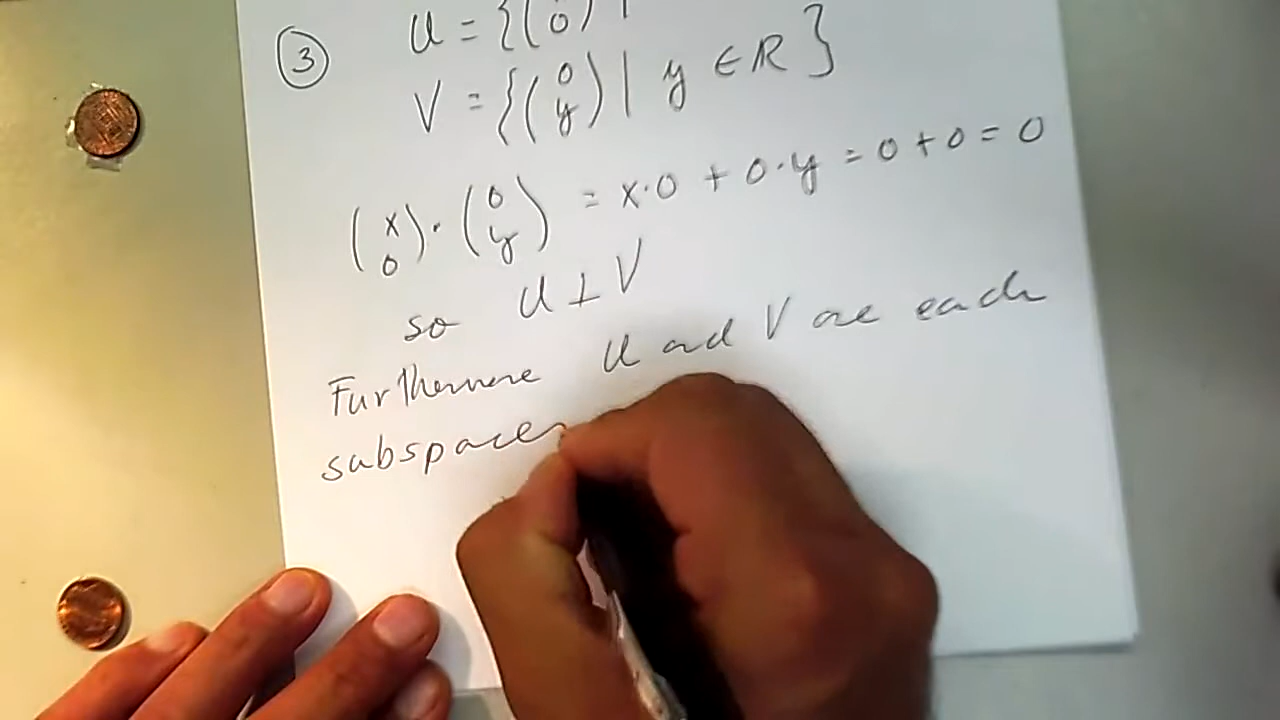 ③ U = {( 0 ) |
V = {( 0 y ) | y ∈ R }
( x 0 ) · ( 0 y ) = x·0 + 0·y = 0 + 0 = 0
so U ⊥ V
Furthermore U and V are each
subspaces